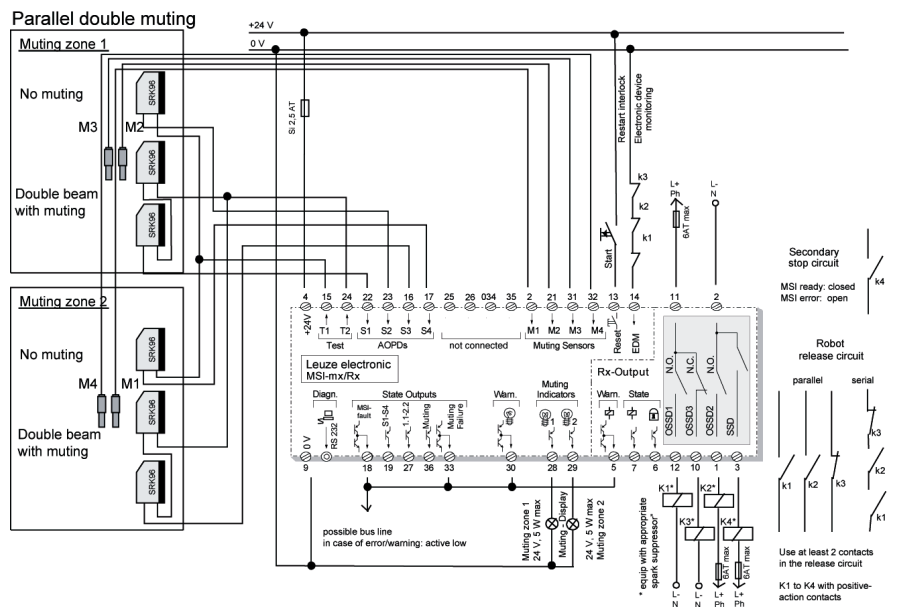 Parallel double muting
+24 V
0 V
Muting zone 1
No muting
SRK96
M3
M2
SRK96
Double beam
with muting
SRK96
Si 2,5 AT
Restart interlock
Electronic device
monitoring
k3
k2
k1
Start
L+
Ph
6AT max
L-
N
Secondary
stop circuit
MSI ready: closed
MSI error: open
k4
Muting zone 2
No muting
SRK96
M4
M1
SRK96
Double beam
with muting
SRK96
4 15 24 22 23 16 17 25 26 034 35 2 21 31 32 13 14 11 2
+24V
T1 T2 S1 S2 S3 S4
M1 M2 M3 M4
Reset
EDM
Test AOPDs not connected Muting Sensors
Leuze electronic
MSI-mx/Rx
Rx-Output
Diagn.
State Outputs
Warn.
Muting
Indicators
Warn. State
0 V
RS 232
MSI-
fault
S1-S4
1.1-2.2
Muting
Muting
Failure
1
2
N.O.
N.C.
N.O.
OSSD1
OSSD3
OSSD2
SSD
9 18 19 27 36 33 30 28 29 5 7 6 12 10 1 3
possible bus line
in case of error/warning: active low
Muting zone 1
24 V, 5 W max
Muting - Display
24 V, 5 W max
Muting zone 2
* equip with appropriate
spark suppressor*
K1*
K2*
K3*
K4*
6AT max
6AT max
L-
N
L-
N
L+
Ph
L+
Ph
Robot
release circuit
parallel serial
k3
k2
k1
k1
k2
k3
Use at least 2 contacts
in the release circuit
K1 to K4 with positive-
action contacts